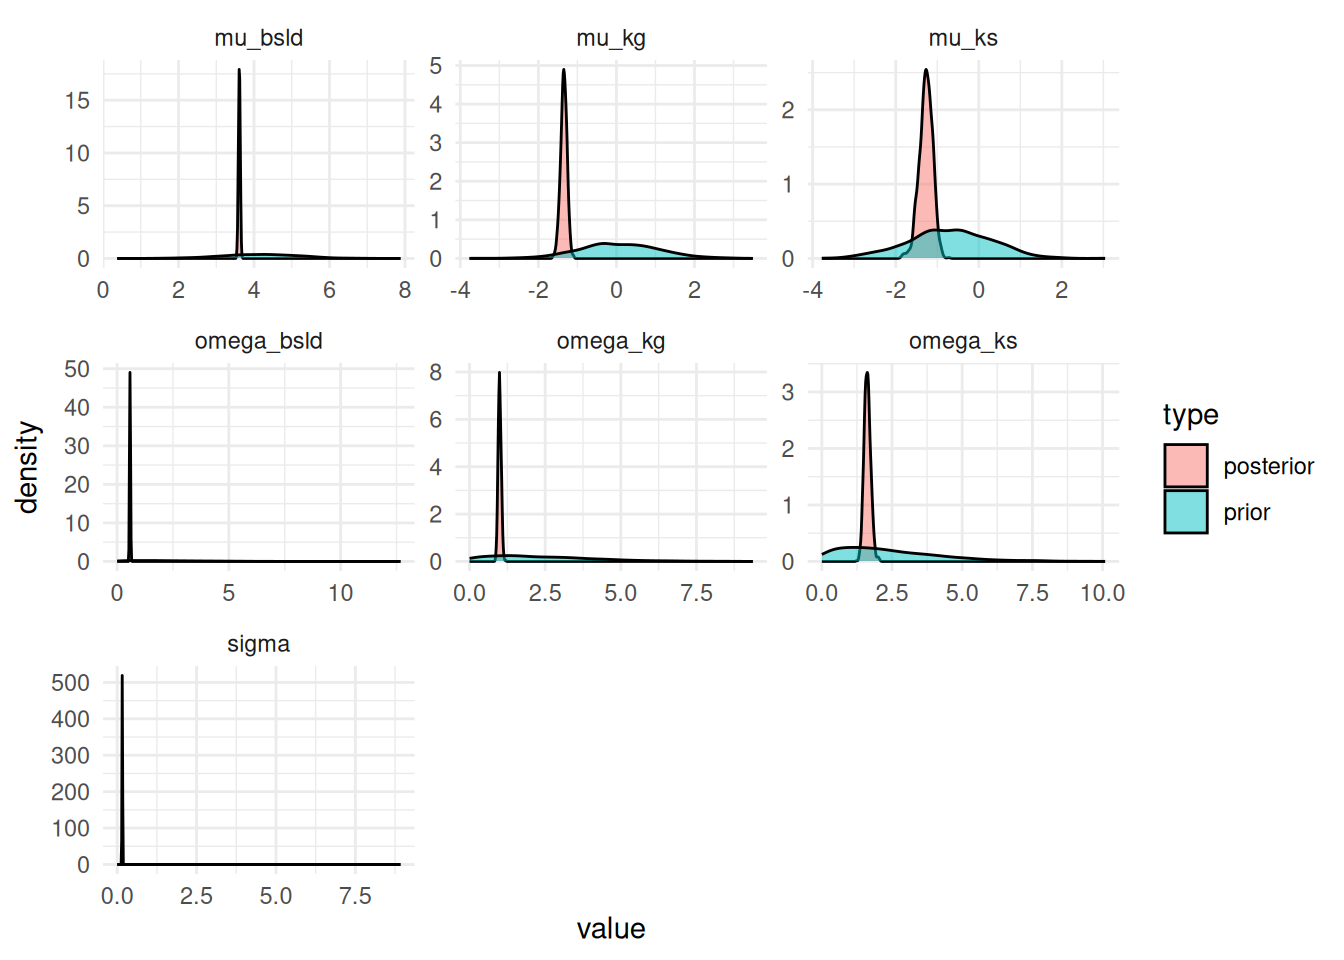 mu_bsld
mu_kg
mu_ks
15
10
5
0
0 2 4 6 8
5
4
3
2
1
0
-4 -2 0 2
2
1
0
-4 -2 0 2
omega_bsld
omega_kg
omega_ks
50
40
30
20
10
0
0 5 10
8
6
4
2
0
0.0 2.5 5.0 7.5
3
2
1
0
0.0 2.5 5.0 7.5 10.0
sigma
500
400
300
200
100
0
0.0 2.5 5.0 7.5
density
value
type
posterior
prior